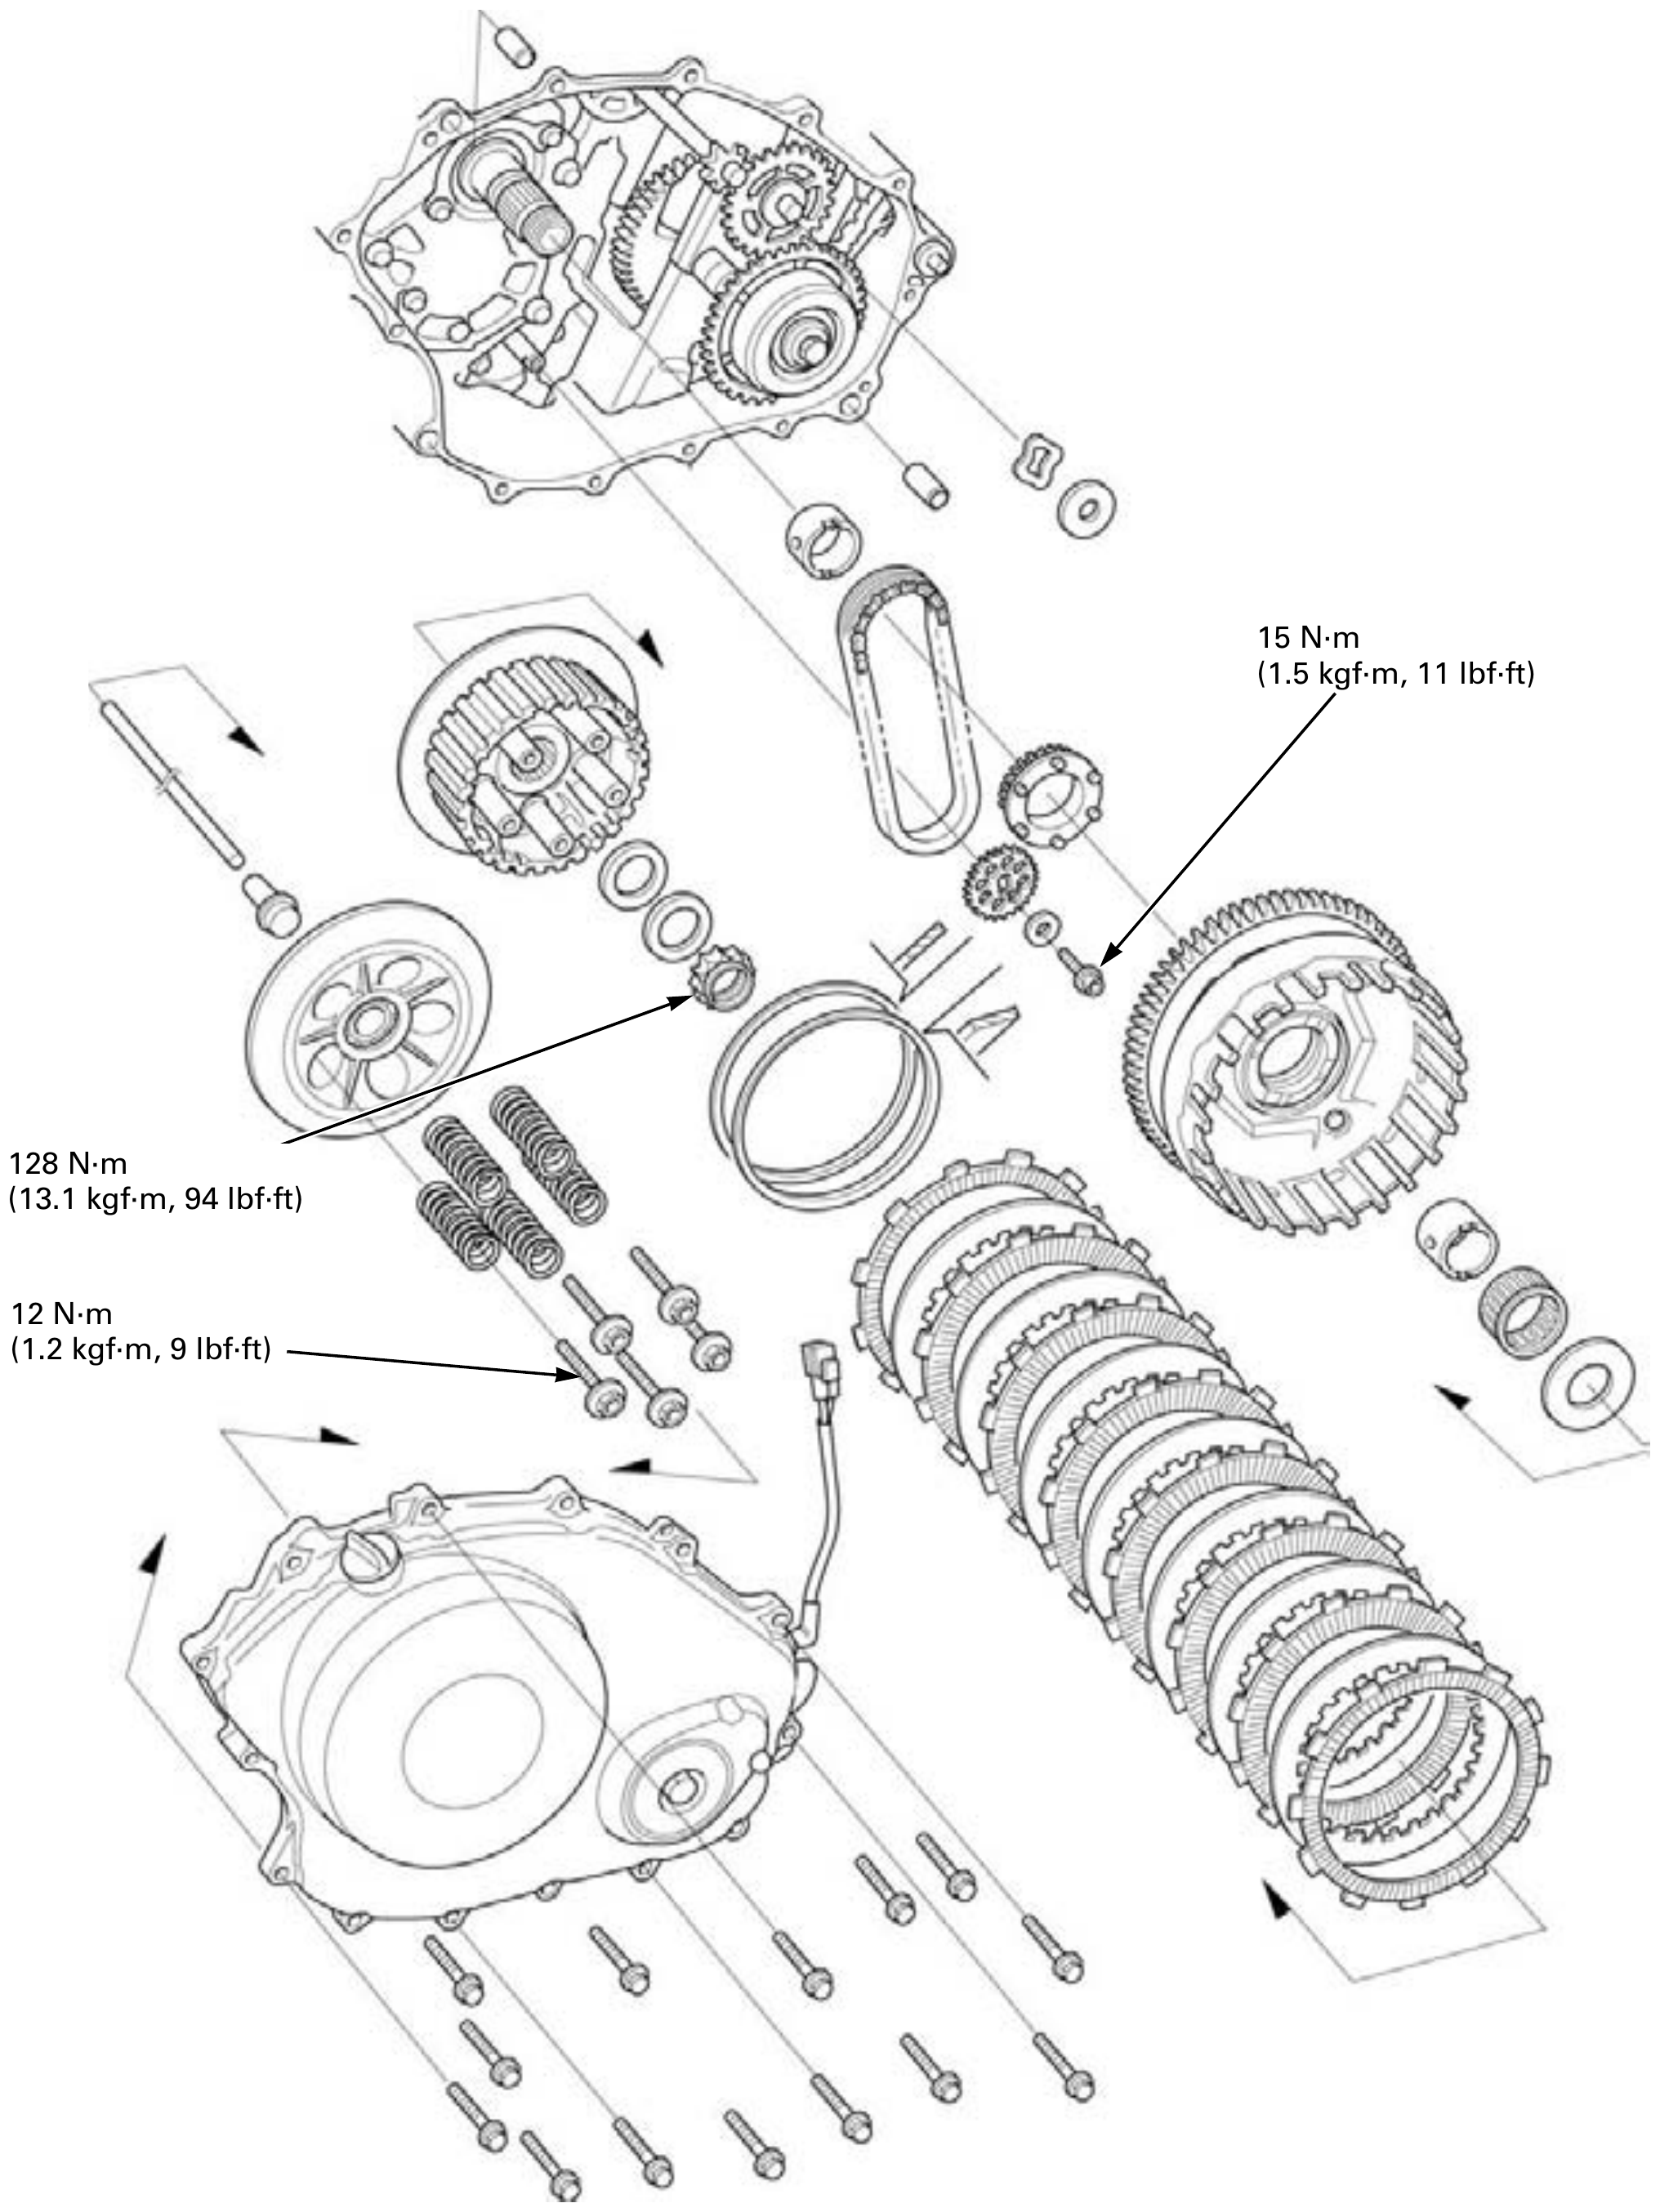 15 N·m
(1.5 kgf·m, 11 lbf·ft)
128 N·m
(13.1 kgf·m, 94 lbf·ft)
12 N·m
(1.2 kgf·m, 9 lbf·ft)